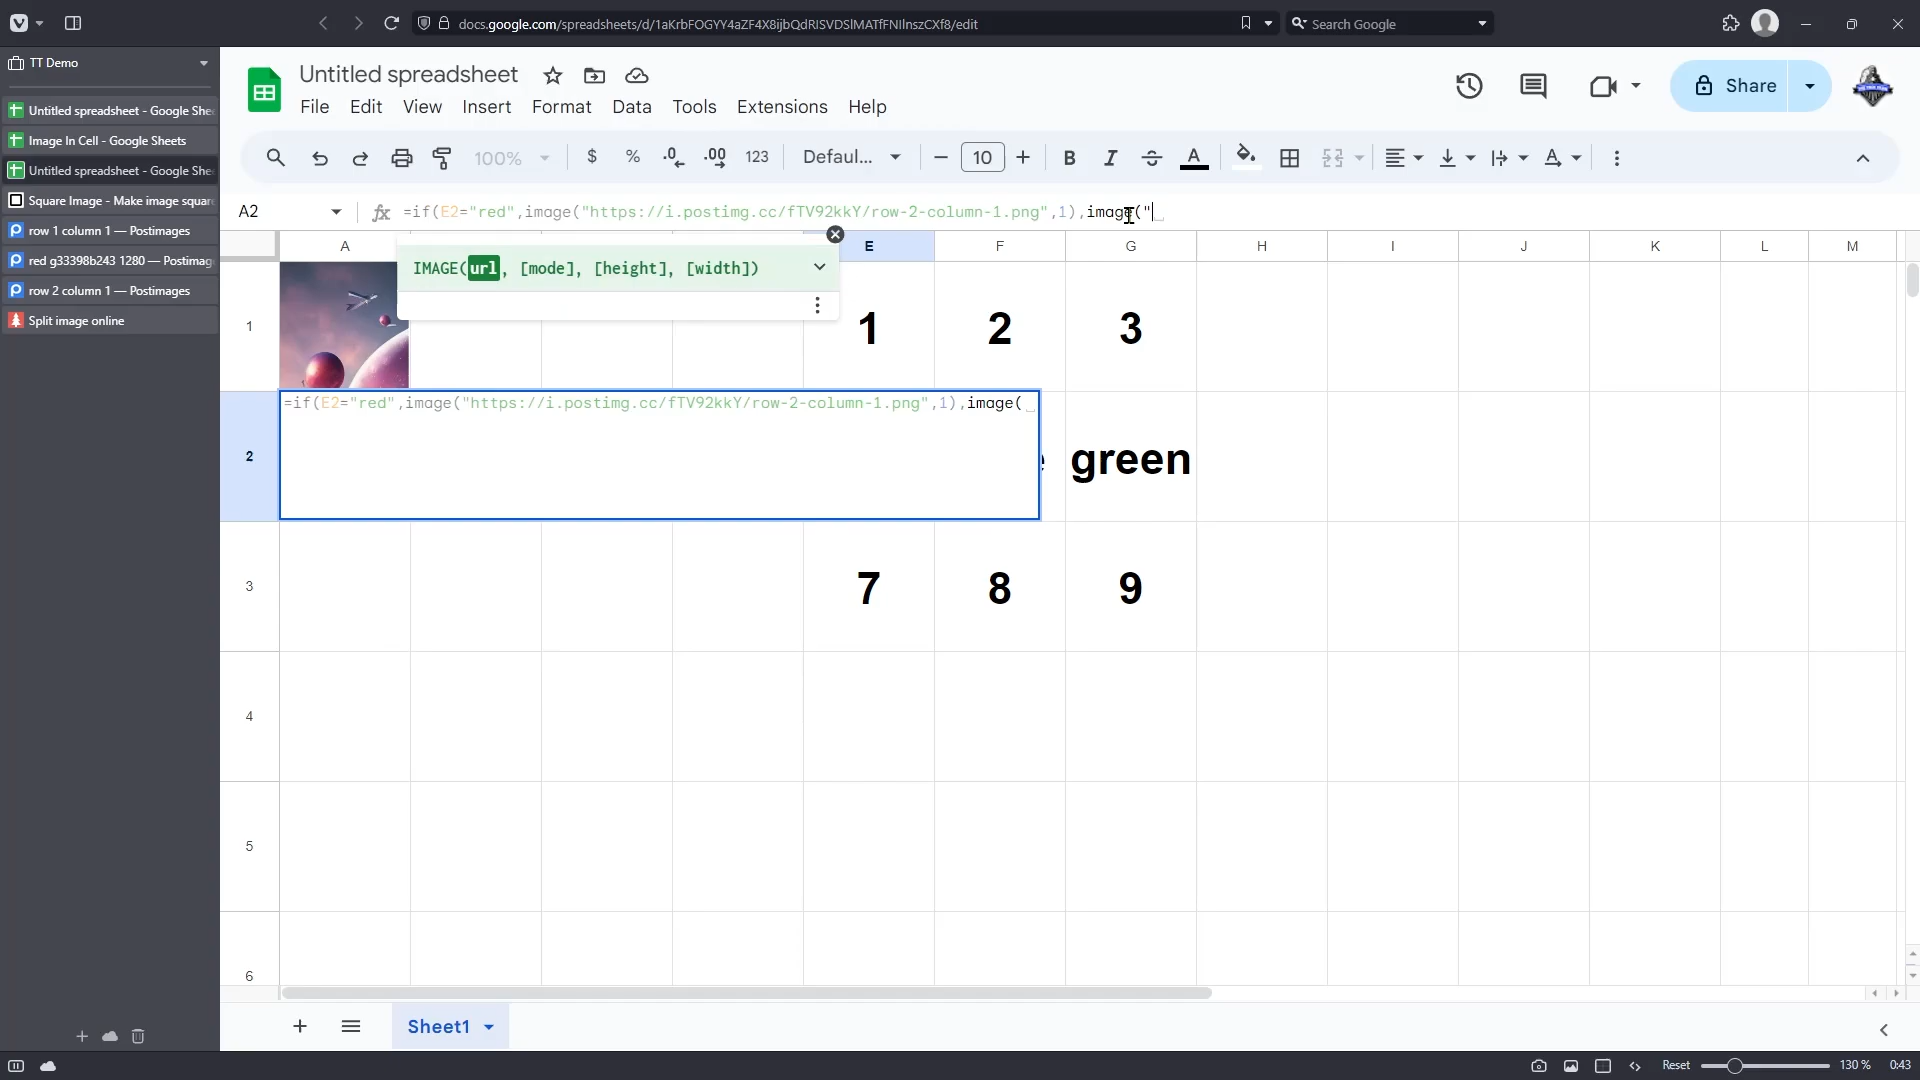 TT Demo
docs.google.com/spreadsheets/d/1aKrbFOGYY4aZF4X8ijbQdRISVDSlMATfFNIlnszCXf8/edit
Search Google
Untitled spreadsheet - Google She
Image In Cell - Google Sheets
Untitled spreadsheet - Google She
Square Image - Make image squar
row 1 column 1 — Postimages
red g33398b243 1280 — Postimag
row 2 column 1 — Postimages
Split image online
Untitled spreadsheet
File Edit View Insert Format Data Tools Extensions Help
Share
100% $ % .0 .00 123 Defaul... 10 B I S A
A2 fx =if(E2="red",image("https://i.postimg.cc/fTV92kkY/row-2-column-1.png",1),image("
A E F G H I J K L M
IMAGE(url, [mode], [height], [width])
1 1 2 3
=if(E2="red",image("https://i.postimg.cc/fTV92kkY/row-2-column-1.png",1),image(
2 green
3 7 8 9
4
5
6
Sheet1
Reset 130 % 0:43